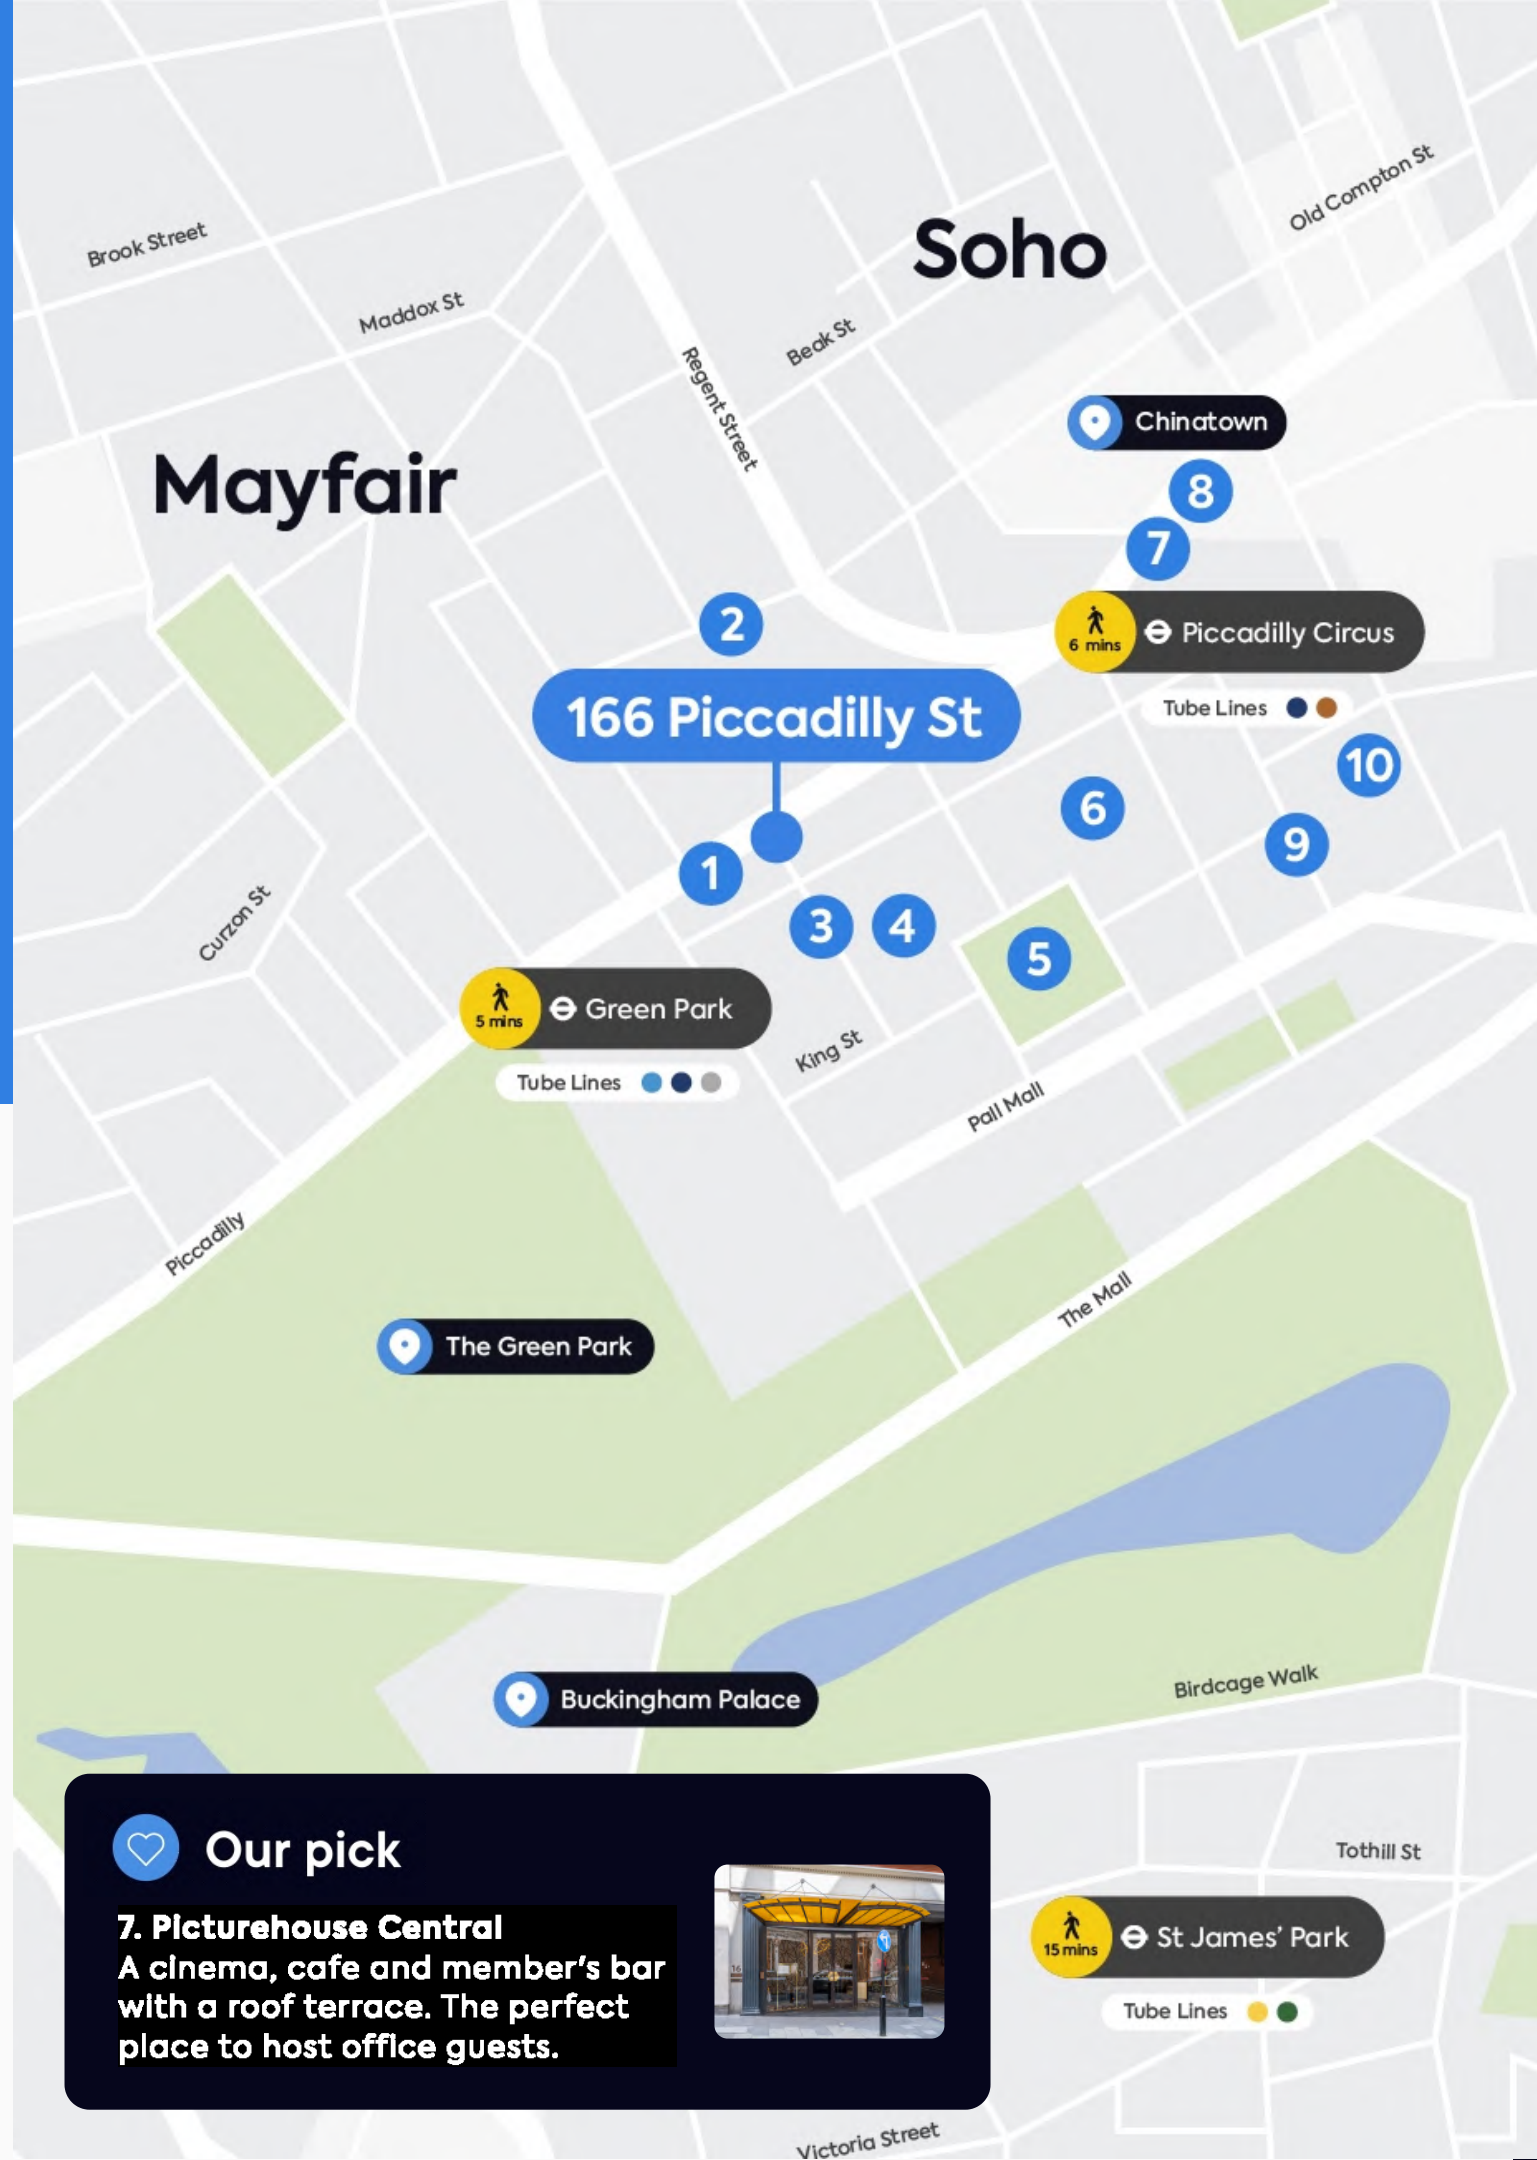 Old Compton St
Soho
Brook Street
Maddox St
Beak St
Regent Street
Chinatown
Mayfair
8
7
2
6 mins
Piccadilly Circus
166 Piccadilly St
Tube Lines
10
6
9
1
3
4
5
Curzon St
5 mins
Green Park
King St
Tube Lines
Pall Mall
Piccadilly
The Mall
The Green Park
Birdcage Walk
Buckingham Palace
Our pick
Tothill St
7. Picturehouse Central
A cinema, cafe and member's bar
with a roof terrace. The perfect
place to host office guests.
16
15 mins
St James’ Park
Tube Lines
Victoria Street